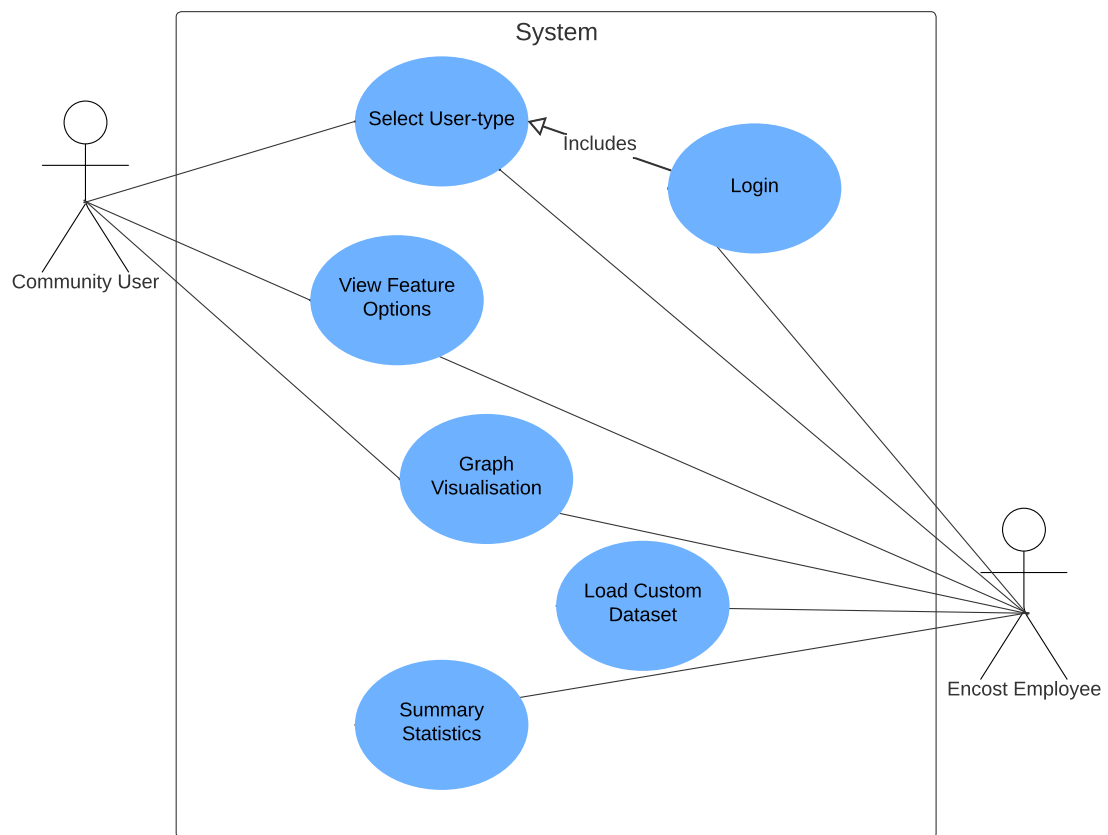 System
Select User-type
Includes
Login
Community User
View Feature
Options
Graph
Visualisation
Load Custom
Dataset
Encost Employee
Summary
Statistics